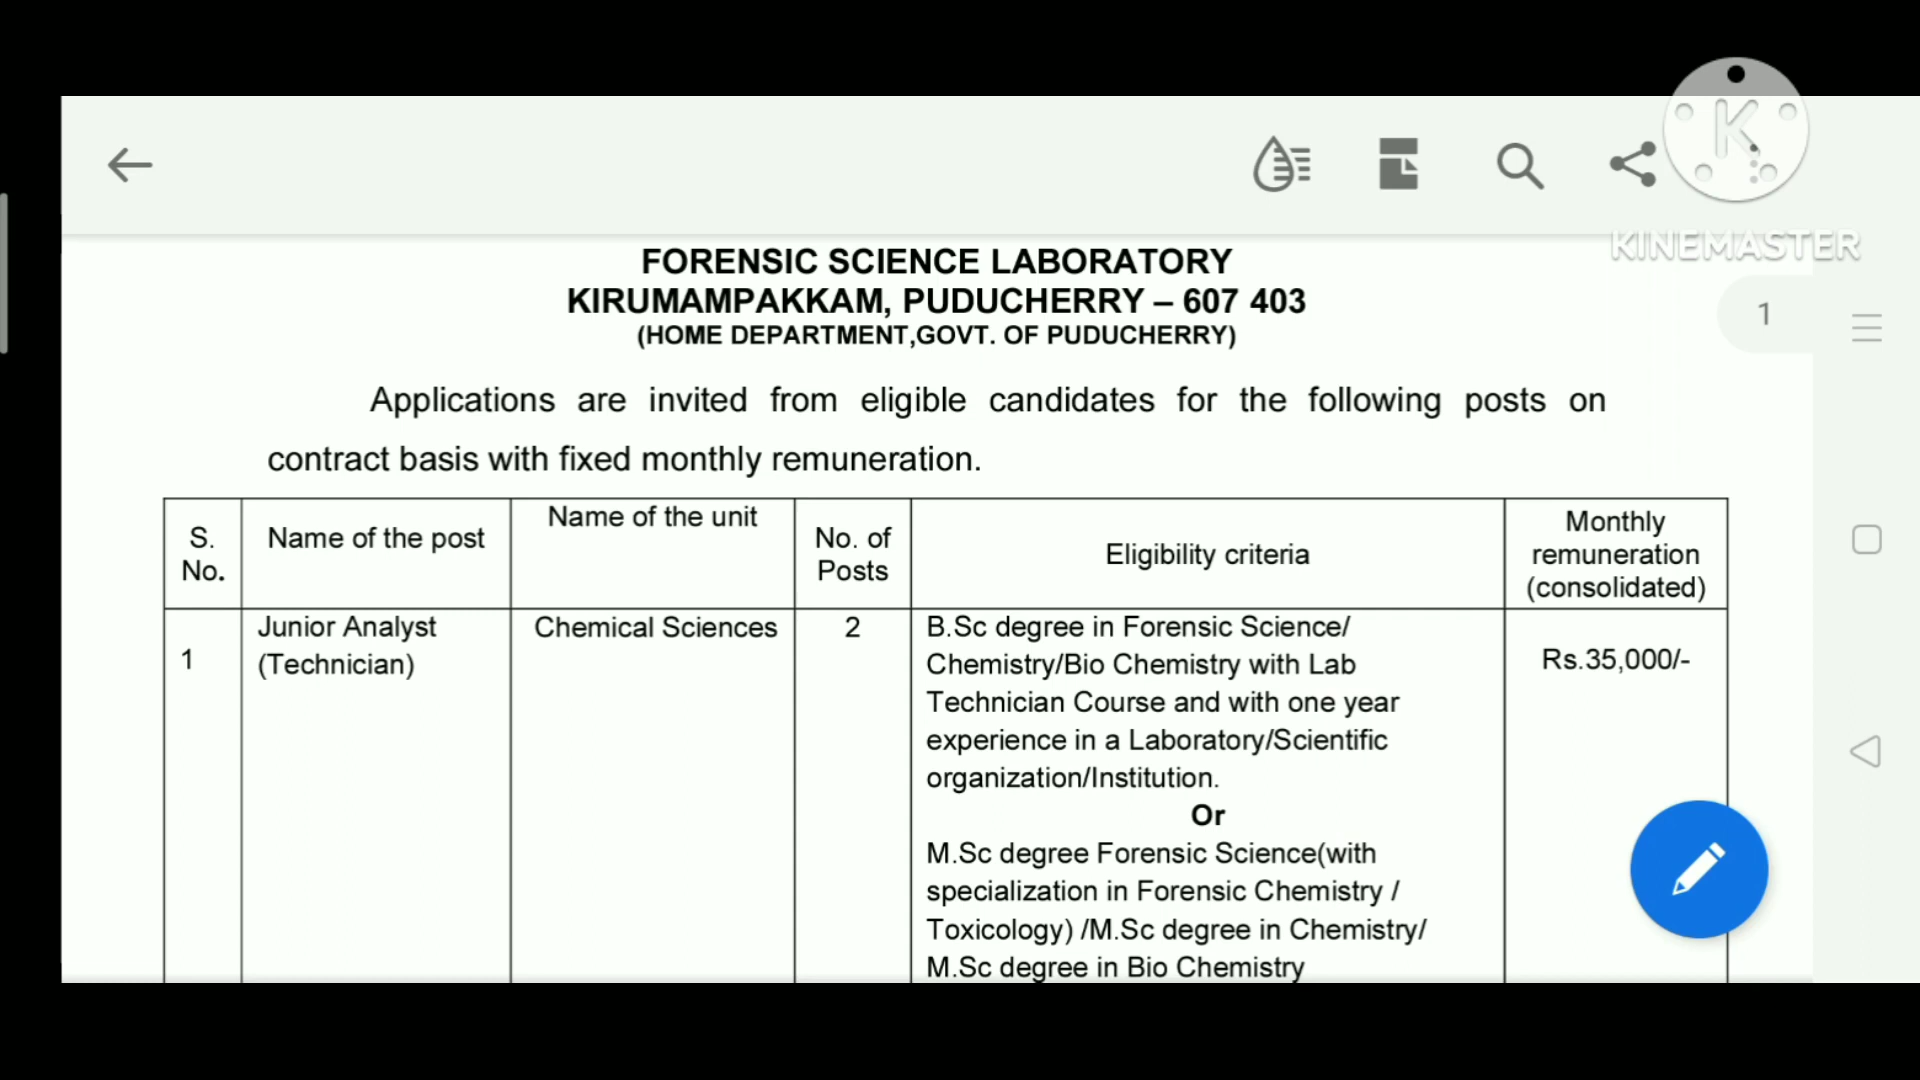 K
KINEMASTER
1
FORENSIC SCIENCE LABORATORY
KIRUMAMPAKKAM, PUDUCHERRY – 607 403
(HOME DEPARTMENT,GOVT. OF PUDUCHERRY)
Applications are invited from eligible candidates for the following posts on
contract basis with fixed monthly remuneration.
S.
No.
Name of the post
Name of the unit
No. of
Posts
Eligibility criteria
Monthly
remuneration
(consolidated)
1
Junior Analyst
(Technician)
Chemical Sciences
2
B.Sc degree in Forensic Science/
Chemistry/Bio Chemistry with Lab
Technician Course and with one year
experience in a Laboratory/Scientific
organization/Institution.
Or
M.Sc degree Forensic Science(with
specialization in Forensic Chemistry /
Toxicology) /M.Sc degree in Chemistry/
M.Sc degree in Bio Chemistry
Rs.35,000/-